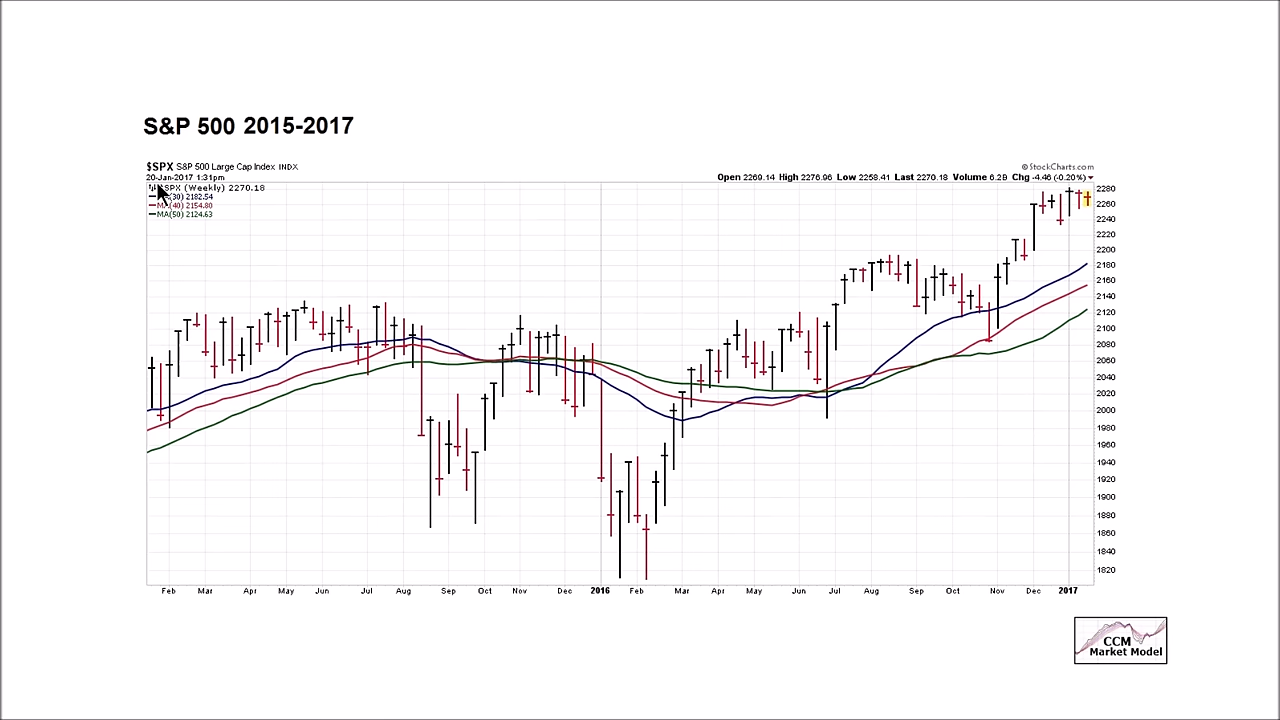 S&P 500 2015-2017
$SPX S&P 500 Large Cap Index INDX
© StockCharts.com
20-Jan-2017 1:31pm
Open 2269.14 High 2276.96 Low 2258.41 Last 2270.18 Volume 6.2B Chg -4.46 (-0.20%)
(Weekly) 2270.18
(30) 2182.54
(40) 2154.80
MA(50) 2124.63
2280
2260
2240
2220
2200
2180
2160
2140
2120
2100
2080
2060
2040
2020
2000
1980
1960
1940
1920
1900
1880
1860
1840
1820
Feb Mar Apr May Jun Jul Aug Sep Oct Nov Dec 2016 Feb Mar Apr May Jun Jul Aug Sep Oct Nov Dec 2017
CCM
Market Model